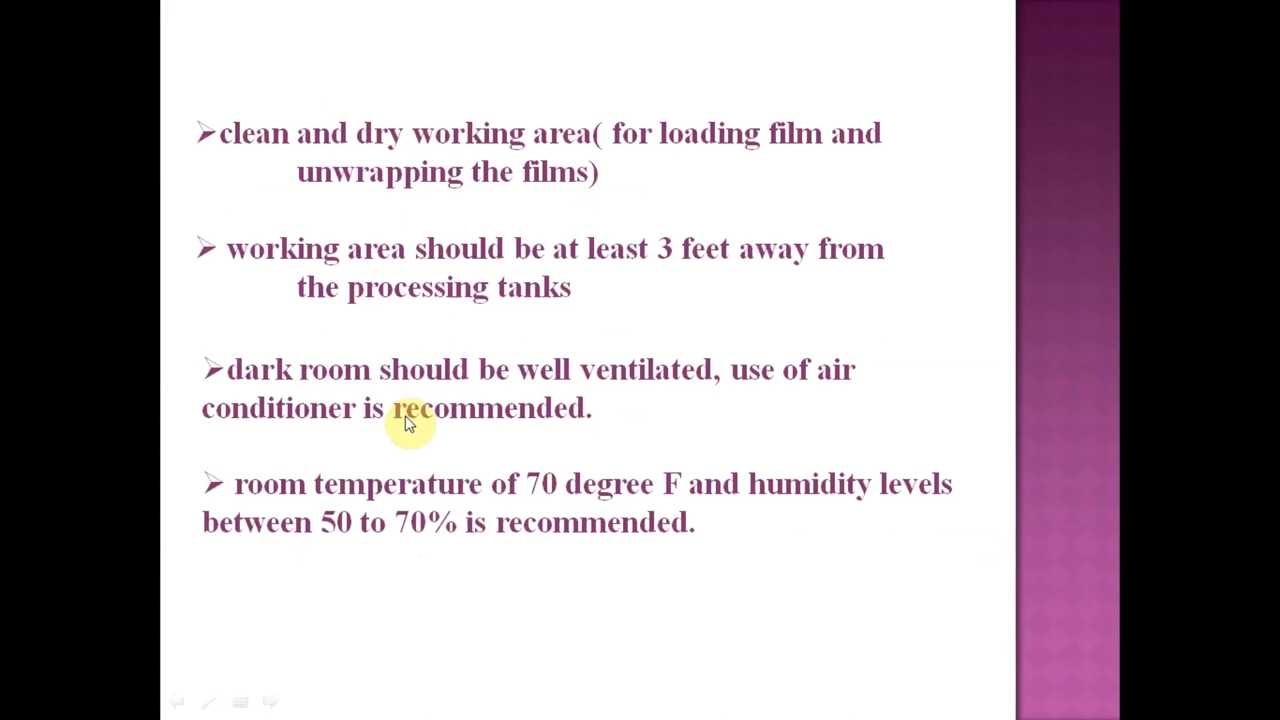 ➢clean and dry working area( for loading film and
unwrapping the films)
➢ working area should be at least 3 feet away from
the processing tanks
➢dark room should be well ventilated, use of air
conditioner is recommended.
➢ room temperature of 70 degree F and humidity levels
between 50 to 70% is recommended.